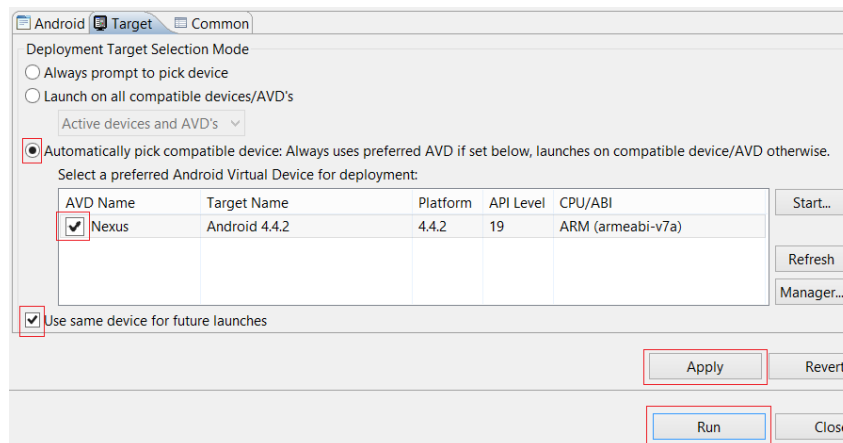 Android Target Common
Deployment Target Selection Mode
Always prompt to pick device
Launch on all compatible devices/AVD's
Active devices and AVD's
Automatically pick compatible device: Always uses preferred AVD if set below, launches on compatible device/AVD otherwise.
Select a preferred Android Virtual Device for deployment:
AVD Name Target Name Platform API Level CPU/ABI Start...
Nexus Android 4.4.2 4.4.2 19 ARM (armeabi-v7a)
Refresh
Manager...
Use same device for future launches
Apply Revert
Run Close